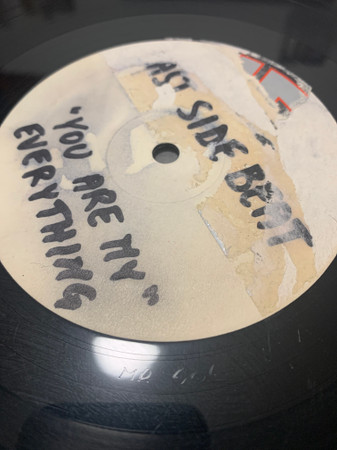 AST SIDE BEAT
"YOU ARE MY"
EVERYTHING